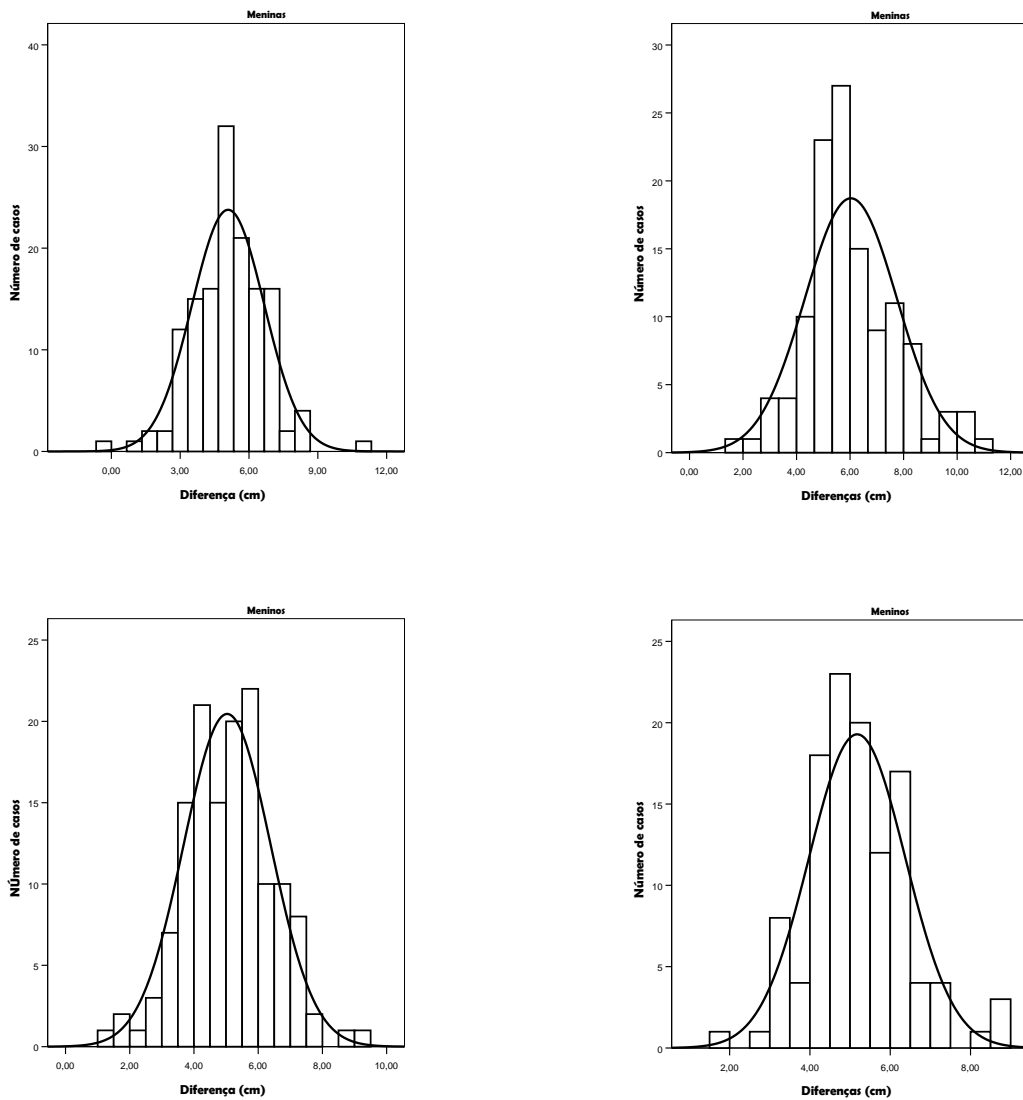 Meninas
40
30
20
10
0
0,00 3,00 6,00 9,00 12,00
Número de casos
Diferença (cm)
Meninas
30
25
20
15
10
5
0
0,00 2,00 4,00 6,00 8,00 10,00 12,00
Número de casos
Diferenças (cm)
Meninos
25
20
15
10
5
0
0,00 2,00 4,00 6,00 8,00 10,00
NÚmero de casos
Diferença (cm)
Meninos
25
20
15
10
5
0
2,00 4,00 6,00 8,00
Número de casos
Diferenças (cm)